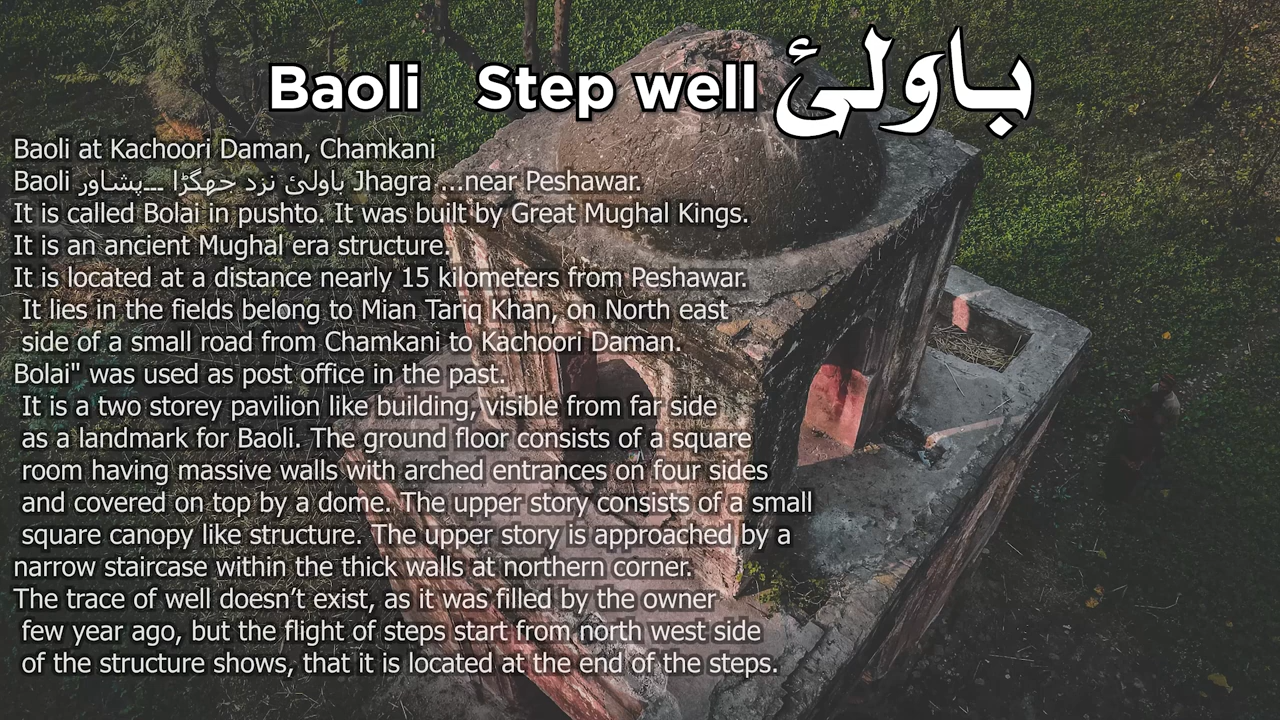 Baoli Step well باولئ
Baoli at Kachoori Daman, Chamkani
Baoli باولئ نزد جھگڑا ---پشاور Jhagra ...near Peshawar.
It is called Bolai in pushto. It was built by Great Mughal Kings.
It is an ancient Mughal era structure.
It is located at a distance nearly 15 kilometers from Peshawar.
It lies in the fields belong to Mian Tariq Khan, on North east
side of a small road from Chamkani to Kachoori Daman.
Bolai" was used as post office in the past.
It is a two storey pavilion like building, visible from far side
as a landmark for Baoli. The ground floor consists of a square
room having massive walls with arched entrances on four sides
and covered on top by a dome. The upper story consists of a small
square canopy like structure. The upper story is approached by a
narrow staircase within the thick walls at northern corner.
The trace of well doesn’t exist, as it was filled by the owner
few year ago, but the flight of steps start from north west side
of the structure shows, that it is located at the end of the steps.